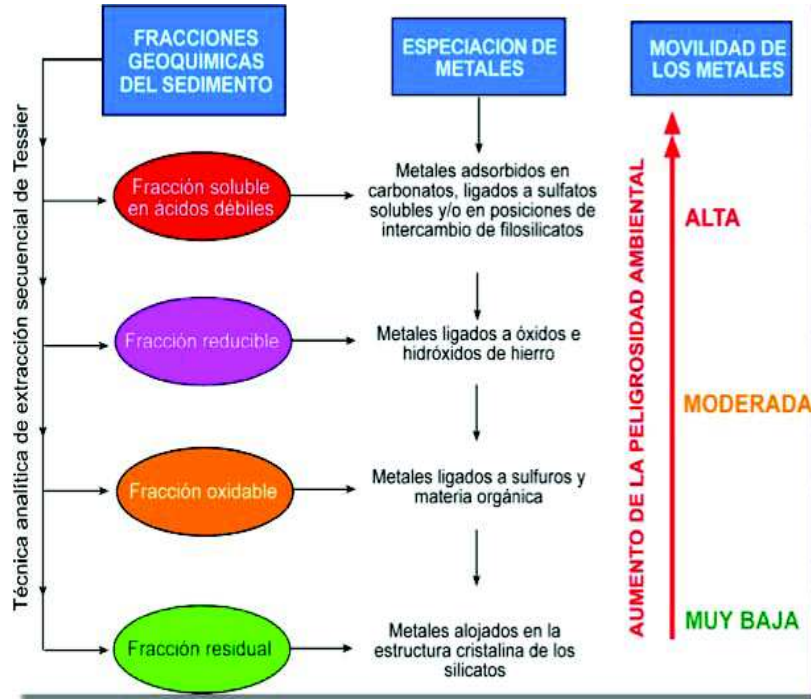 FRACCIONES
GEOQUIMICAS
DEL SEDIMENTO
ESPECIACION DE
METALES
MOVILIDAD DE
LOS METALES
Técnica analítica de extracción secuencial de Tessier
Fracción soluble
en ácidos débiles
Metales adsorbidos en
carbonatos, ligados a sulfatos
solubles y/o en posiciones de
intercambio de filosilicatos
Fracción reducible
Metales ligados a óxidos e
hidróxidos de hierro
Fracción oxidable
Metales ligados a sulfuros y
materia orgánica
Fracción residual
Metales alojados en la
estructura cristalina de los
silicatos
AUMENTO DE LA PELIGROSIDAD AMBIENTAL
ALTA
MODERADA
MUY BAJA